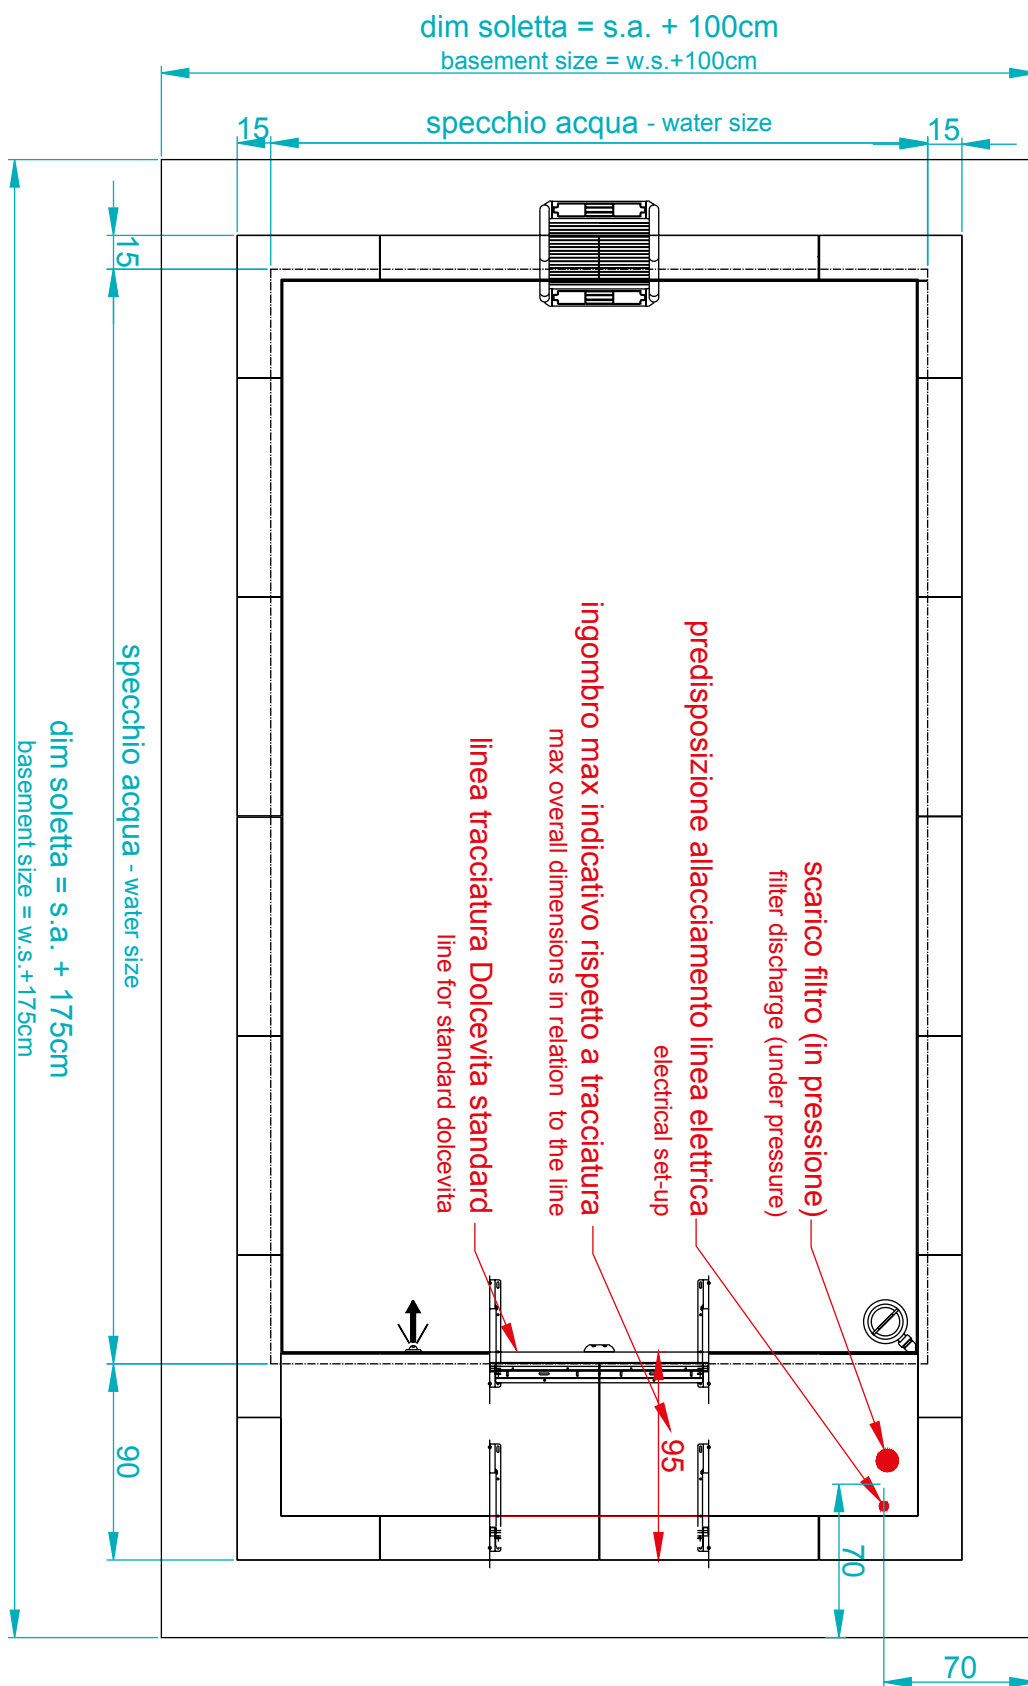 dim soletta = s.a. + 100cm
basement size = w.s.+100cm
15
specchio acqua - water size
15
15
specchio acqua - water size
dim soletta = s.a. + 175cm
basement size = w.s.+175cm
scarico filtro (in pressione)
filter discharge (under pressure)
predisposizione allacciamento linea elettrica
electrical set-up
ingombro max indicativo rispetto a tracciatura
max overall dimensions in relation to the line
linea tracciatura Dolcevita standard
line for standard dolcevita
90
95
70
70